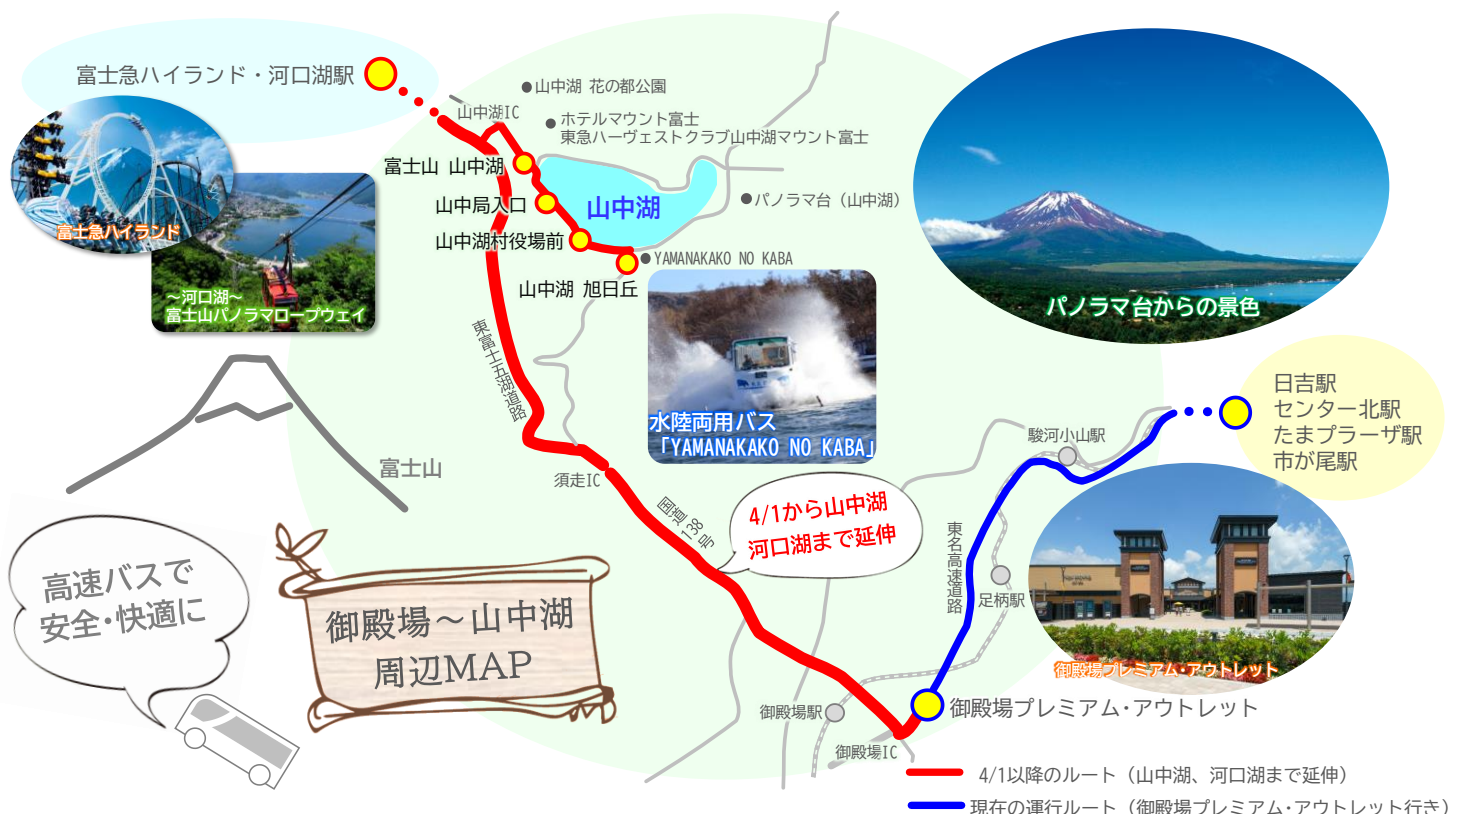 富士急ハイランド・河口湖駅
山中湖 花の都公園
山中湖IC
ホテルマウント富士
東急ハーヴェストクラブ山中湖マウント富士
富士山 山中湖
パノラマ台（山中湖）
山中局入口
山中湖
富士急ハイランド
山中湖村役場前
YAMANAKAKO NO KABA
山中湖 旭日丘
～河口湖～
富士山パノラマロープウェイ
パノラマ台からの景色
東富士五湖道路
水陸両用バス
「YAMANAKAKO NO KABA」
日吉駅
センター北駅
たまプラーザ駅
市が尾駅
駿河小山駅
富士山
須走IC
国道138号
4/1から山中湖
河口湖まで延伸
東名高速道路
足柄駅
高速バスで
安全・快適に
御殿場～山中湖
周辺MAP
御殿場プレミアム・アウトレット
御殿場駅
御殿場プレミアム・アウトレット
御殿場IC
4/1以降のルート（山中湖、河口湖まで延伸）
現在の運行ルート（御殿場プレミアム・アウトレット行き）